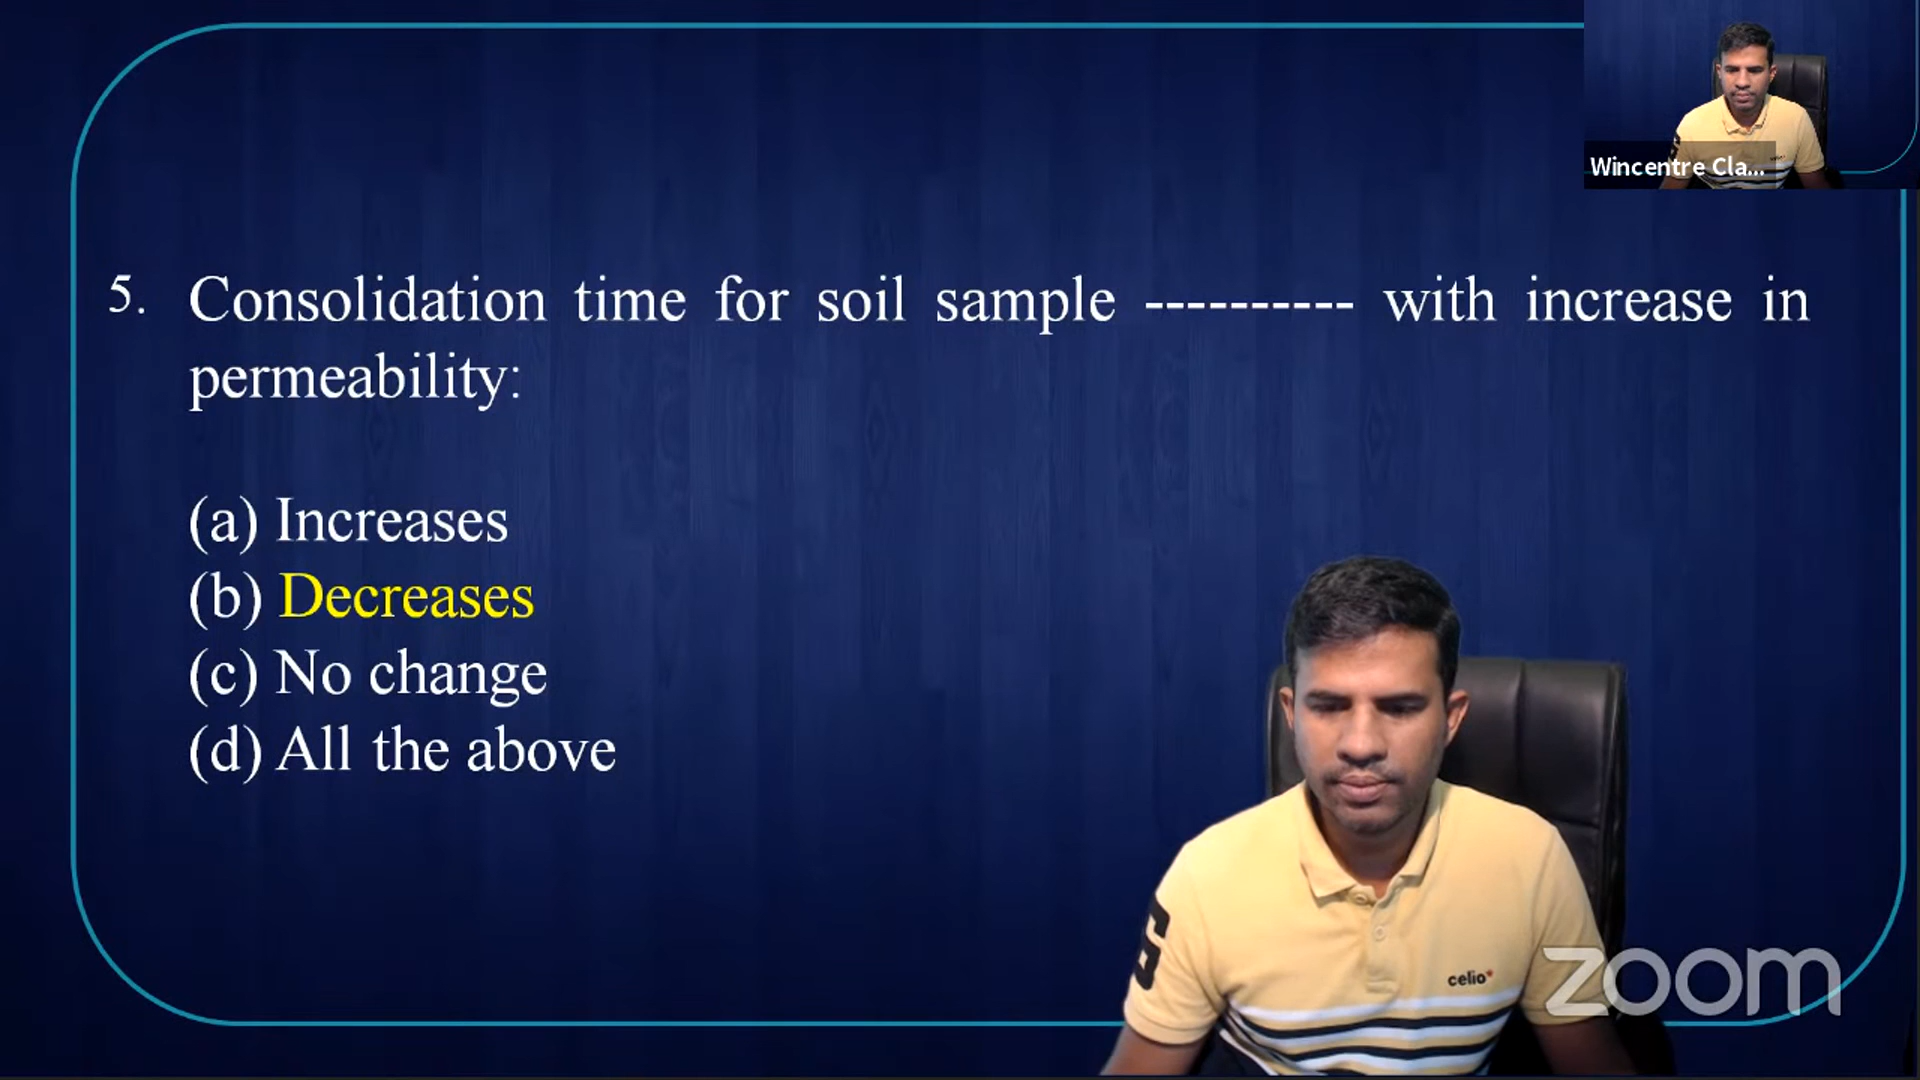 Wincentre Cla...
5. Consolidation time for soil sample ---------- with increase in
permeability:
(a) Increases
(b) Decreases
(c) No change
(d) All the above
celio*
zoom